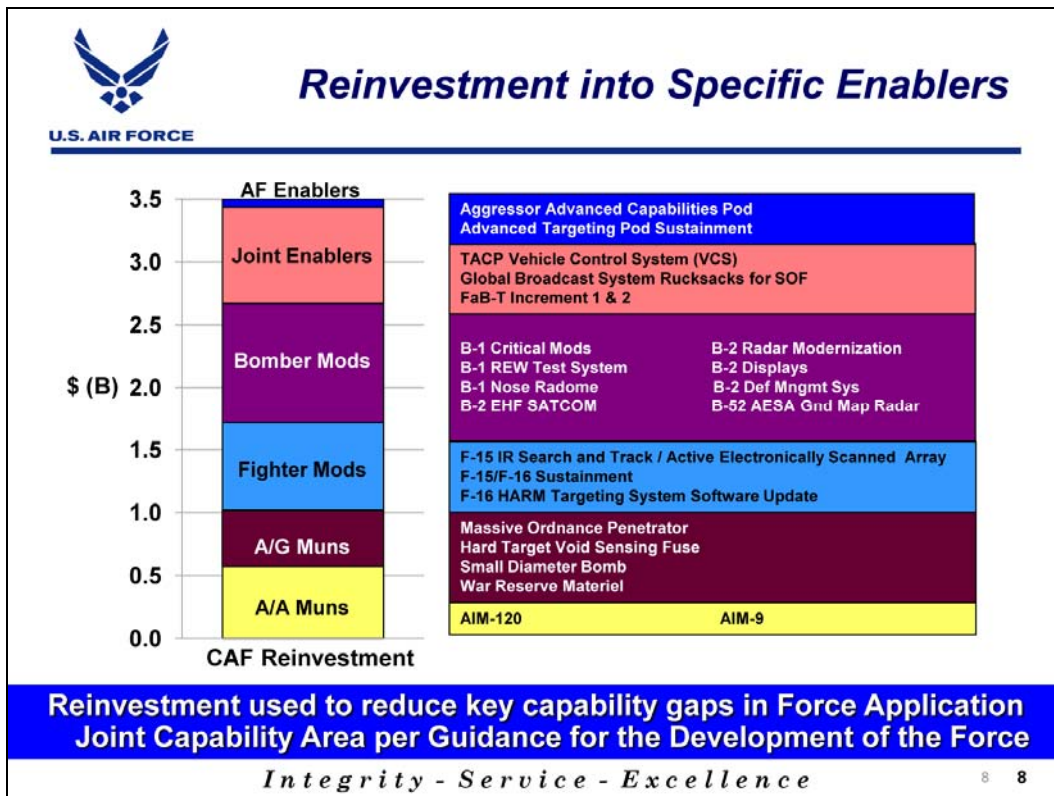 U.S. AIR FORCE
Reinvestment into Specific Enablers
$ (B)
3.5
3.0
2.5
2.0
1.5
1.0
0.5
0.0
AF Enablers
Joint Enablers
Bomber Mods
Fighter Mods
A/G Muns
A/A Muns
CAF Reinvestment
Aggressor Advanced Capabilities Pod
Advanced Targeting Pod Sustainment
TACP Vehicle Control System (VCS)
Global Broadcast System Rucksacks for SOF
FaB-T Increment 1 & 2
B-1 Critical Mods
B-1 REW Test System
B-1 Nose Radome
B-2 EHF SATCOM
B-2 Radar Modernization
B-2 Displays
B-2 Def Mngmt Sys
B-52 AESA Gnd Map Radar
F-15 IR Search and Track / Active Electronically Scanned Array
F-15/F-16 Sustainment
F-16 HARM Targeting System Software Update
Massive Ordnance Penetrator
Hard Target Void Sensing Fuse
Small Diameter Bomb
War Reserve Materiel
AIM-120
AIM-9
Reinvestment used to reduce key capability gaps in Force Application
Joint Capability Area per Guidance for the Development of the Force
Integrity - Service - Excellence
8 8